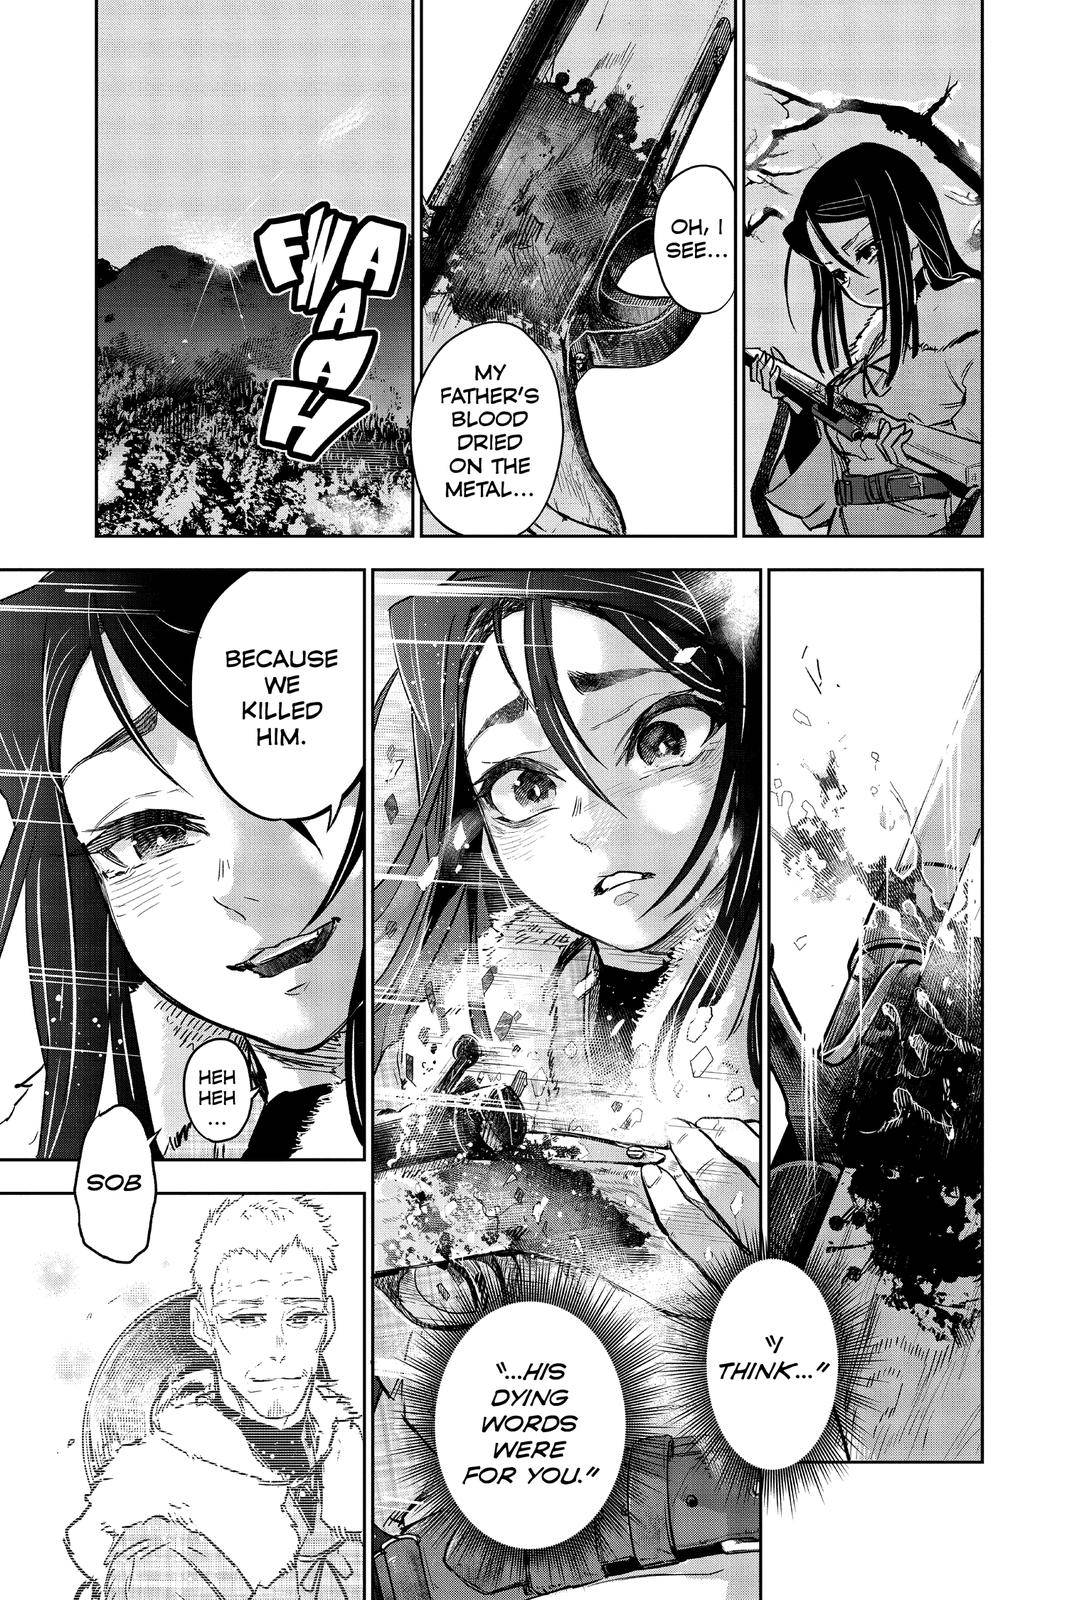 OH, I
SEE...
MY
FATHER'S
BLOOD
DRIED
ON THE
METAL...
FWAAAAH
"I
THINK..."
"...HIS
DYING
WORDS
WERE
FOR YOU."
BECAUSE
WE
KILLED
HIM.
HEH
HEH
...
SOB